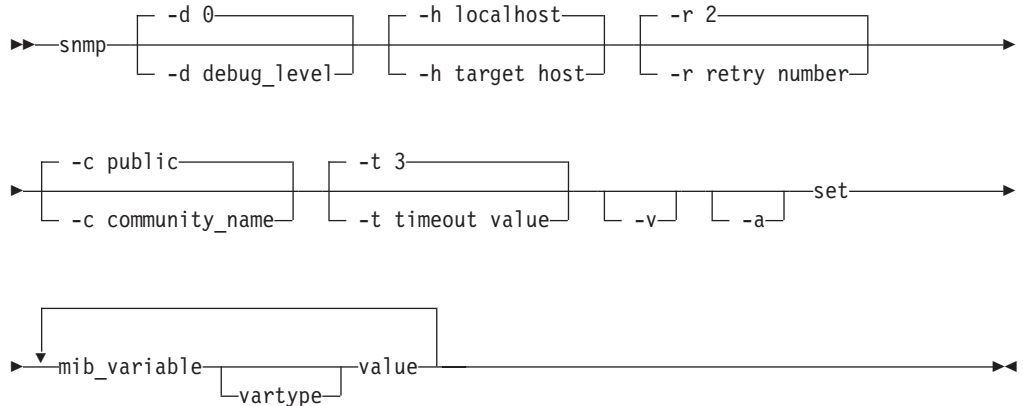 -d 0 -h localhost -r 2
snmp
-d debug_level -h target host -r retry number
-c public -t 3
set
-c community_name -t timeout value -v -a
mib_variable value
vartype